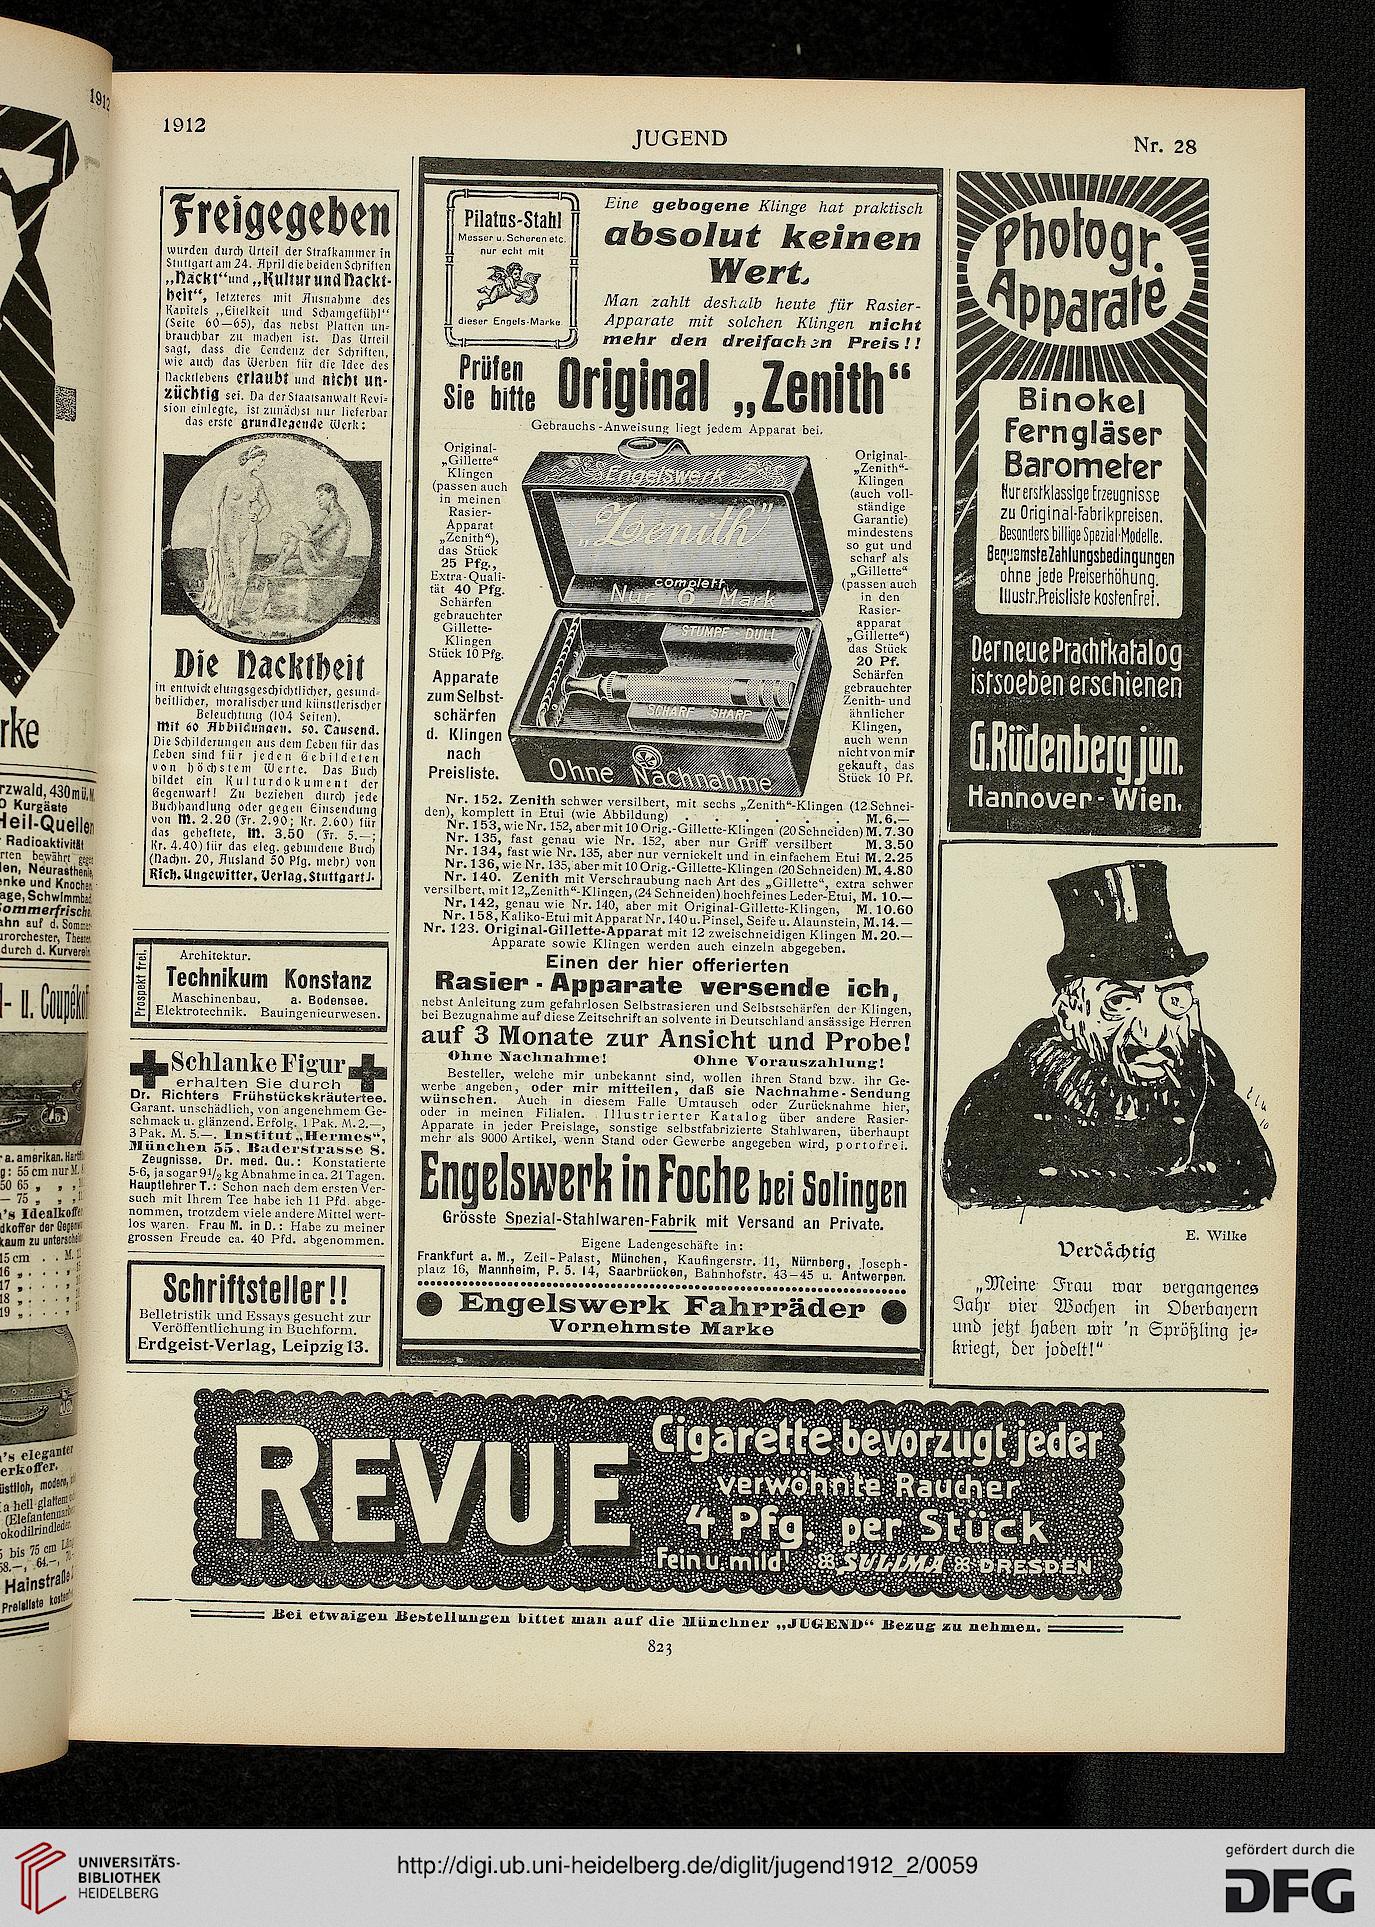 1912
JUGEND
Nr. 28
Freigegeben
wurden durch Urteil der Strafkammer in
Stuttgart am 24. April die beiden Schriften
„Nackt" und „Kultur und Nackt-
heit", letzteres mit Ausnahme des
Kapitels „Eitelkeit und Schamgefühl"
(Seite 60—65), das nebst Platten un-
brauchbar zu machen ist. Das Urteil
sagt, dass die Tendenz der Schriften,
wie auch das Werben für die Idee des
Nacktlebens erlaubt und nicht un-
züchtig sei. Da der Staatsanwalt Revi-
sion einlegte, ist zunächst nur lieferbar
das erste grundlegende Werk:
Die Nacktheit
in entwickelungsgeschichtlicher, gesund-
heitlicher, moralischer und künstlerischer
Beleuchtung (104 Seiten).
Mit 60 Abbildungen. 50. Tausend.
Die Schilderungen aus dem Leben für das
Leben sind für jeden Gebildeten
von höchstem Werte. Das Buch
bildet ein Kulturdokument der
Gegenwart! Zu beziehen durch jede
Buchhandlung oder gegen Einsendung
von M. 2.20 (Fr. 2.90; Kr. 2.60) für
das geheftete, M. 3.50 (Fr. 5.—;
Kr. 4.40) für das eleg. gebundene Buch
(Nachn. 20, Ausland 50 Pfg. mehr) von
Rich. Ungewitter, Verlag, Stuttgart J.
Prospekt frei.
Architektur.
Technikum Konstanz
Maschinenbau. a. Bodensee.
Elektrotechnik. Bauingenieurwesen.
Schlanke Figur
erhalten Sie durch
Dr. Richters Frühstückskräutertee.
Garant. unschädlich, von angenehmem Ge-
schmack u. glänzend. Erfolg. 1 Pak. M. 2.—,
3 Pak. M. 5.—. Institut „Hermes",
München 55, Baderstrasse 8.
Zeugnisse. Dr. med. Qu.: Konstatierte
5-6, ja sogar 9½ kg Abnahme in ca. 21 Tagen.
Hauptlehrer T.: Schon nach dem ersten Ver-
such mit Ihrem Tee habe ich 11 Pfd. abge-
nommen, trotzdem viele andere Mittel wert-
los waren. Frau M. in D.: Habe zu meiner
grossen Freude ca. 40 Pfd. abgenommen.
Schriftsteller!!
Belletristik und Essays gesucht zur
Veröffentlichung in Buchform.
Erdgeist-Verlag, Leipzig 13.
Pilatus-Stahl
Messer u. Scheren etc.
nur echt mit
dieser Engels-Marke
Eine gebogene Klinge hat praktisch
absolut keinen
Wert.
Man zahlt deshalb heute für Rasier-
Apparate mit solchen Klingen nicht
mehr den dreifachen Preis!!
Prüfen
Sie bitte
Original „Zenith"
Gebrauchs-Anweisung liegt jedem Apparat bei.
Original-
„Gillette"
Klingen
(passen auch
in meinen
Rasier-
Apparat
„Zenith"),
das Stück
25 Pfg.,
Extra-Quali-
tät 40 Pfg.
Schärfen
gebrauchter
Gillette-
Klingen
Stück 10 Pfg.
Apparate
zum Selbst-
schärfen
d. Klingen
nach
Preisliste.
Engelswerk
„Zenith"
complett
Nur 6 Mark
STUMPF - DULL
SCHARF SHARP
Ohne Nachnahme
Original-
„Zenith"-
Klingen
(auch voll-
ständige
Garantie)
mindestens
so gut und
scharf als
„Gillette"
(passen auch
in den
Rasier-
apparat
„Gillette")
das Stück
20 Pf.
Schärfen
gebrauchter
Zenith- und
ähnlicher
Klingen,
auch wenn
nicht von mir
gekauft, das
Stück 10 Pf.
Nr. 152. Zenith schwer versilbert, mit sechs „Zenith"-Klingen (12 Schnei-
den), komplett in Etui (wie Abbildung) . . . . . . . M. 6.—
Nr. 153, wie Nr. 152, aber mit 10 Orig.-Gillette-Klingen (20 Schneiden) M. 7.30
Nr. 135, fast genau wie Nr. 152, aber nur Griff versilbert M. 3.50
Nr. 134, fast wie Nr. 135, aber nur vernickelt und in einfachem Etui M. 2.25
Nr. 136, wie Nr. 135, aber mit 10 Orig.-Gillette-Klingen (20 Schneiden) M. 4.80
Nr. 140. Zenith mit Verschraubung nach Art des „Gillette", extra schwer
versilbert, mit 12 „Zenith"-Klingen, (24 Schneiden) hochfeines Leder-Etui, M. 10.—
Nr. 142, genau wie Nr. 140, aber mit Original-Gillette-Klingen, M. 10.60
Nr. 158, Kaliko-Etui mit Apparat Nr. 140 u. Pinsel, Seife u. Alaunstein, M. 14.—
Nr. 123. Original-Gillette-Apparat mit 12 zweischneidigen Klingen M. 20.—
Apparate sowie Klingen werden auch einzeln abgegeben.
Einen der hier offerierten
Rasier-Apparate versende ich,
nebst Anleitung zum gefahrlosen Selbstrasieren und Selbstschärfen der Klingen,
bei Bezugnahme auf diese Zeitschrift an solvente in Deutschland ansässige Herren
auf 3 Monate zur Ansicht und Probe!
Ohne Nachnahme! Ohne Vorauszahlung!
Besteller, welche mir unbekannt sind, wollen ihren Stand bzw. ihr Ge-
werbe angeben, oder mir mitteilen, daß sie Nachnahme-Sendung
wünschen. Auch in diesem Falle Umtausch oder Zurücknahme hier,
oder in meinen Filialen. Illustrierter Katalog über andere Rasier-
Apparate in jeder Preislage, sonstige selbstfabrizierte Stahlwaren, überhaupt
mehr als 9000 Artikel, wenn Stand oder Gewerbe angegeben wird, portofrei.
Engelswerk in Foche bei Solingen
Grösste Spezial-Stahlwaren-Fabrik mit Versand an Private.
Eigene Ladengeschäfte in:
Frankfurt a. M., Zeil-Palast, München, Kaufingerstr. 11, Nürnberg, Joseph-
platz 16, Mannheim, P. 5. 14, Saarbrücken, Bahnhofstr. 43—45 u. Antwerpen.
Engelswerk Fahrräder
Vornehmste Marke
Photogr.
Apparate
Binokel
Ferngläser
Barometer
Nur erstklassige Erzeugnisse
zu Original-Fabrikpreisen.
Besonders billige Spezial-Modelle.
Bequemste Zahlungsbedingungen
ohne jede Preiserhöhung.
Illustr. Preisliste kostenfrei.
Der neue Prachtkatalog
ist soeben erschienen
G. Rüdenberg jun.
Hannover-Wien.
E. Wilke
Verdächtig
„Meine Frau war vergangenes
Jahr vier Wochen in Oberbayern
und jetzt haben wir 'n Sprößling je-
kriegt, der jodelt!"
REVUE
Cigarette bevorzugt jeder
verwöhnte Raucher
4 Pfg. per Stück
Fein u. mild! SULIMA DRESDEN
Bei etwaigen Bestellungen bittet man auf die Münchner „JUGEND" Bezug zu nehmen.
823
UNIVERSITÄTS-
BIBLIOTHEK
HEIDELBERG
http://digi.ub.uni-heidelberg.de/diglit/jugend1912_2/0059
gefördert durch die
DFG